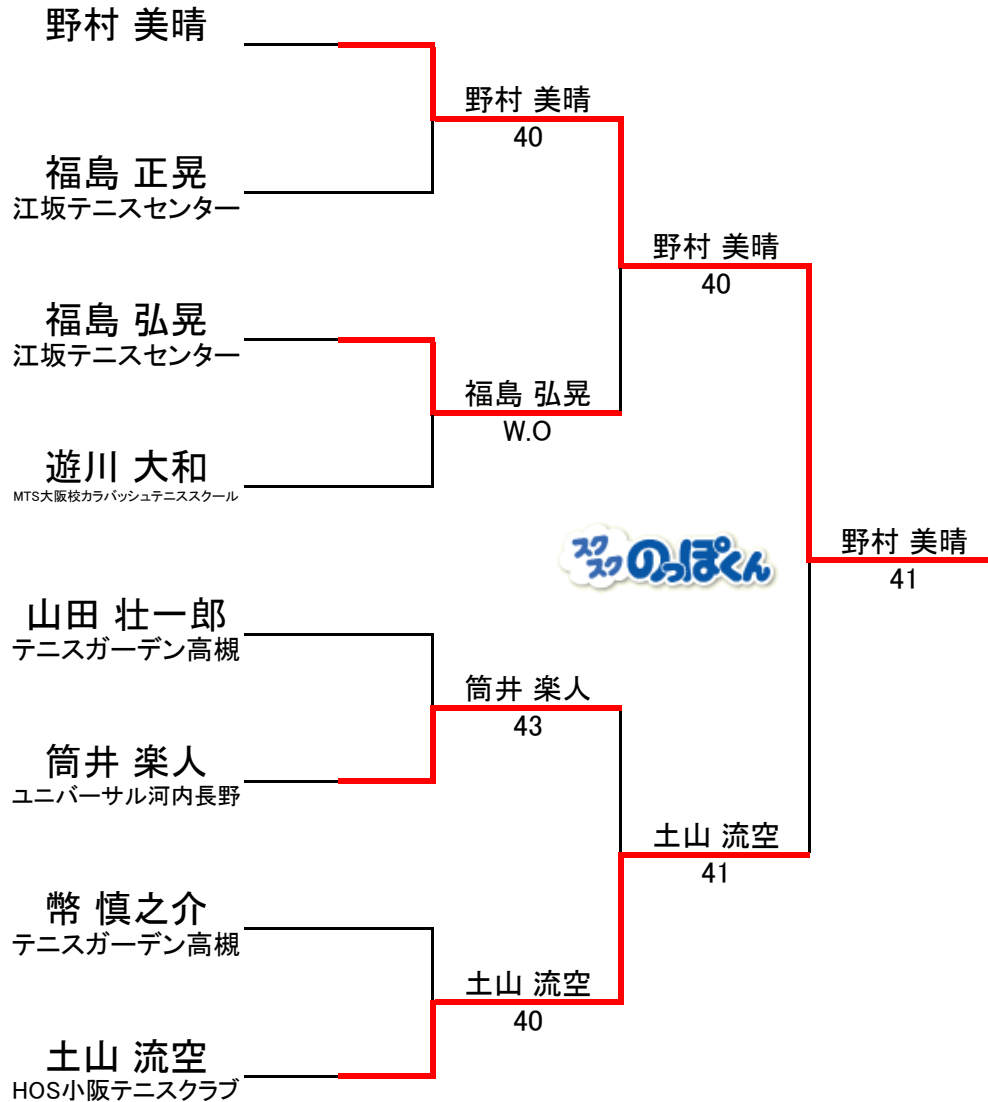 野村 美晴
福島 正晃
江坂テニスセンター
福島 弘晃
江坂テニスセンター
遊川 大和
MTS大阪校カラバッシュテニススクール
山田 壮一郎
テニスガーデン高槻
筒井 楽人
ユニバーサル河内長野
幣 慎之介
テニスガーデン高槻
土山 流空
HOS小阪テニスクラブ
野村 美晴
40
福島 弘晃
W.O
筒井 楽人
43
土山 流空
40
野村 美晴
40
土山 流空
41
スクスク
のっぽくん
野村 美晴
41